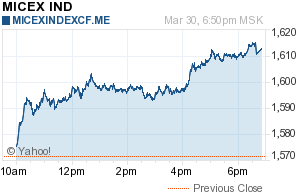 MICEX IND
MICEXINDEXCF.ME Mar 30, 6:50pm MSK
1,620
1,610
1,600
1,590
1,580
1,570
© Yahoo!
10am 12pm 2pm 4pm 6pm
Previous Close